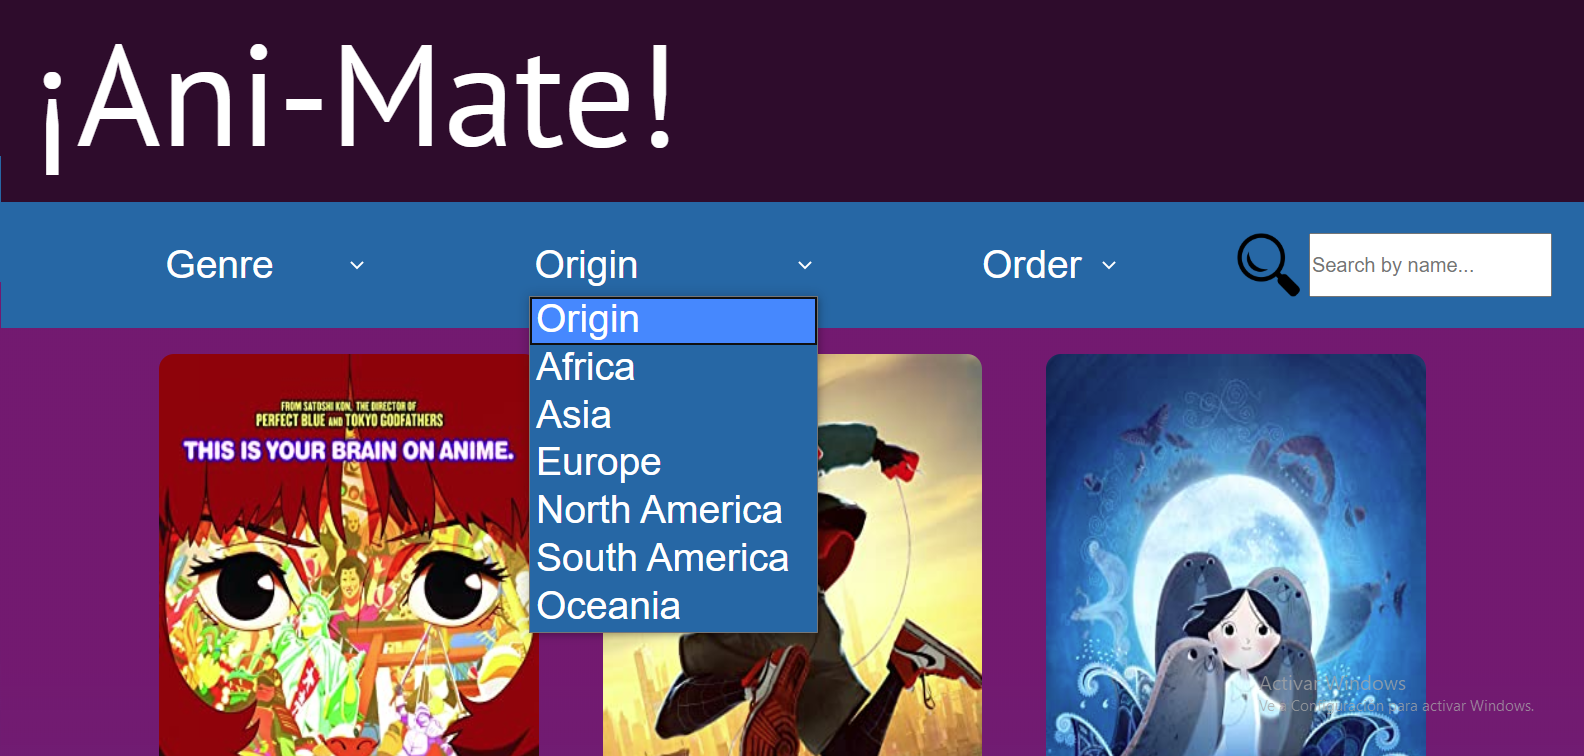 ¡Ani-Mate!
Genre
Origin
Order
Search by name...
Origin
Africa
Asia
Europe
North America
South America
Oceania
FROM SATOSHI KON, THE DIRECTOR OF
PERFECT BLUE AND TOKYO GODFATHERS
THIS IS YOUR BRAIN ON ANIME.
Activar Windows
Ve a Configuración para activar Windows.